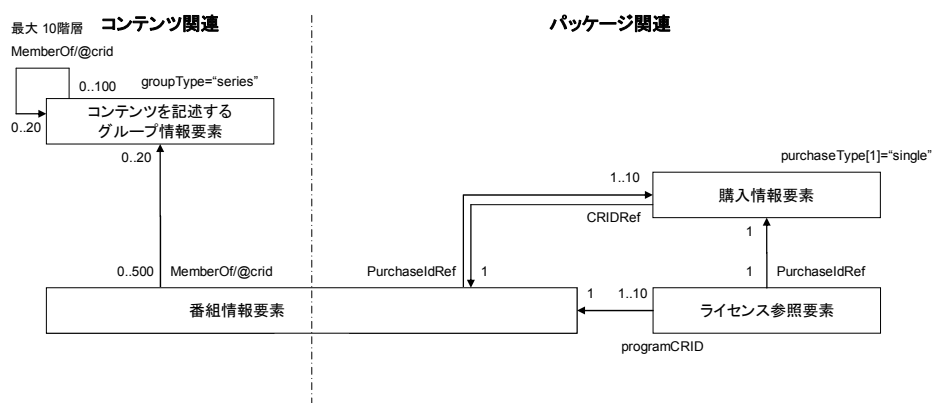 最大 10階層
コンテンツ関連
パッケージ関連
MemberOf/@crid
0..100
groupType=“series”
コンテンツを記述する
グループ情報要素
0..20
0..20
purchaseType[1]=“single”
1..10
購入情報要素
CRIDRef
1
0..500
MemberOf/@crid
PurchaseIdRef
1
1
PurchaseIdRef
番組情報要素
1
1..10
ライセンス参照要素
programCRID